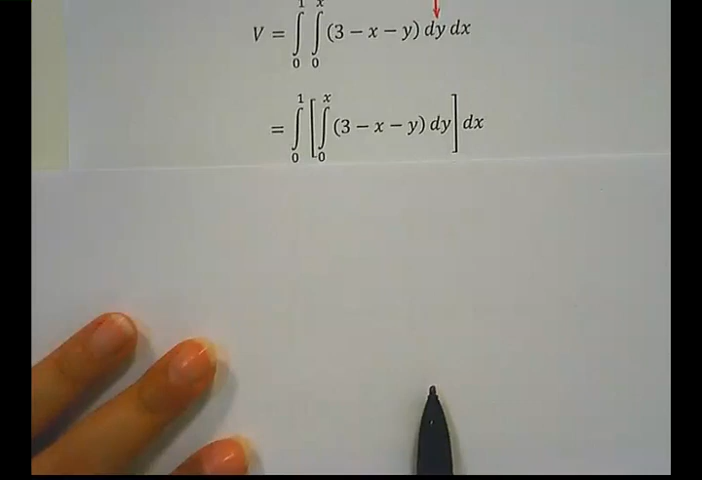 V = ∫₀¹ ∫₀ˣ (3 − x − y) dy dx
= ∫₀¹ [∫₀ˣ (3 − x − y) dy] dx